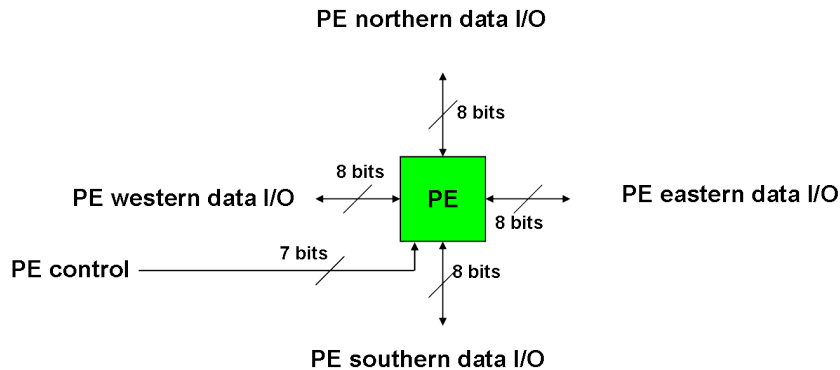 PE northern data I/O
8 bits
8 bits
PE western data I/O
PE
PE eastern data I/O
8 bits
7 bits
PE control
8 bits
PE southern data I/O